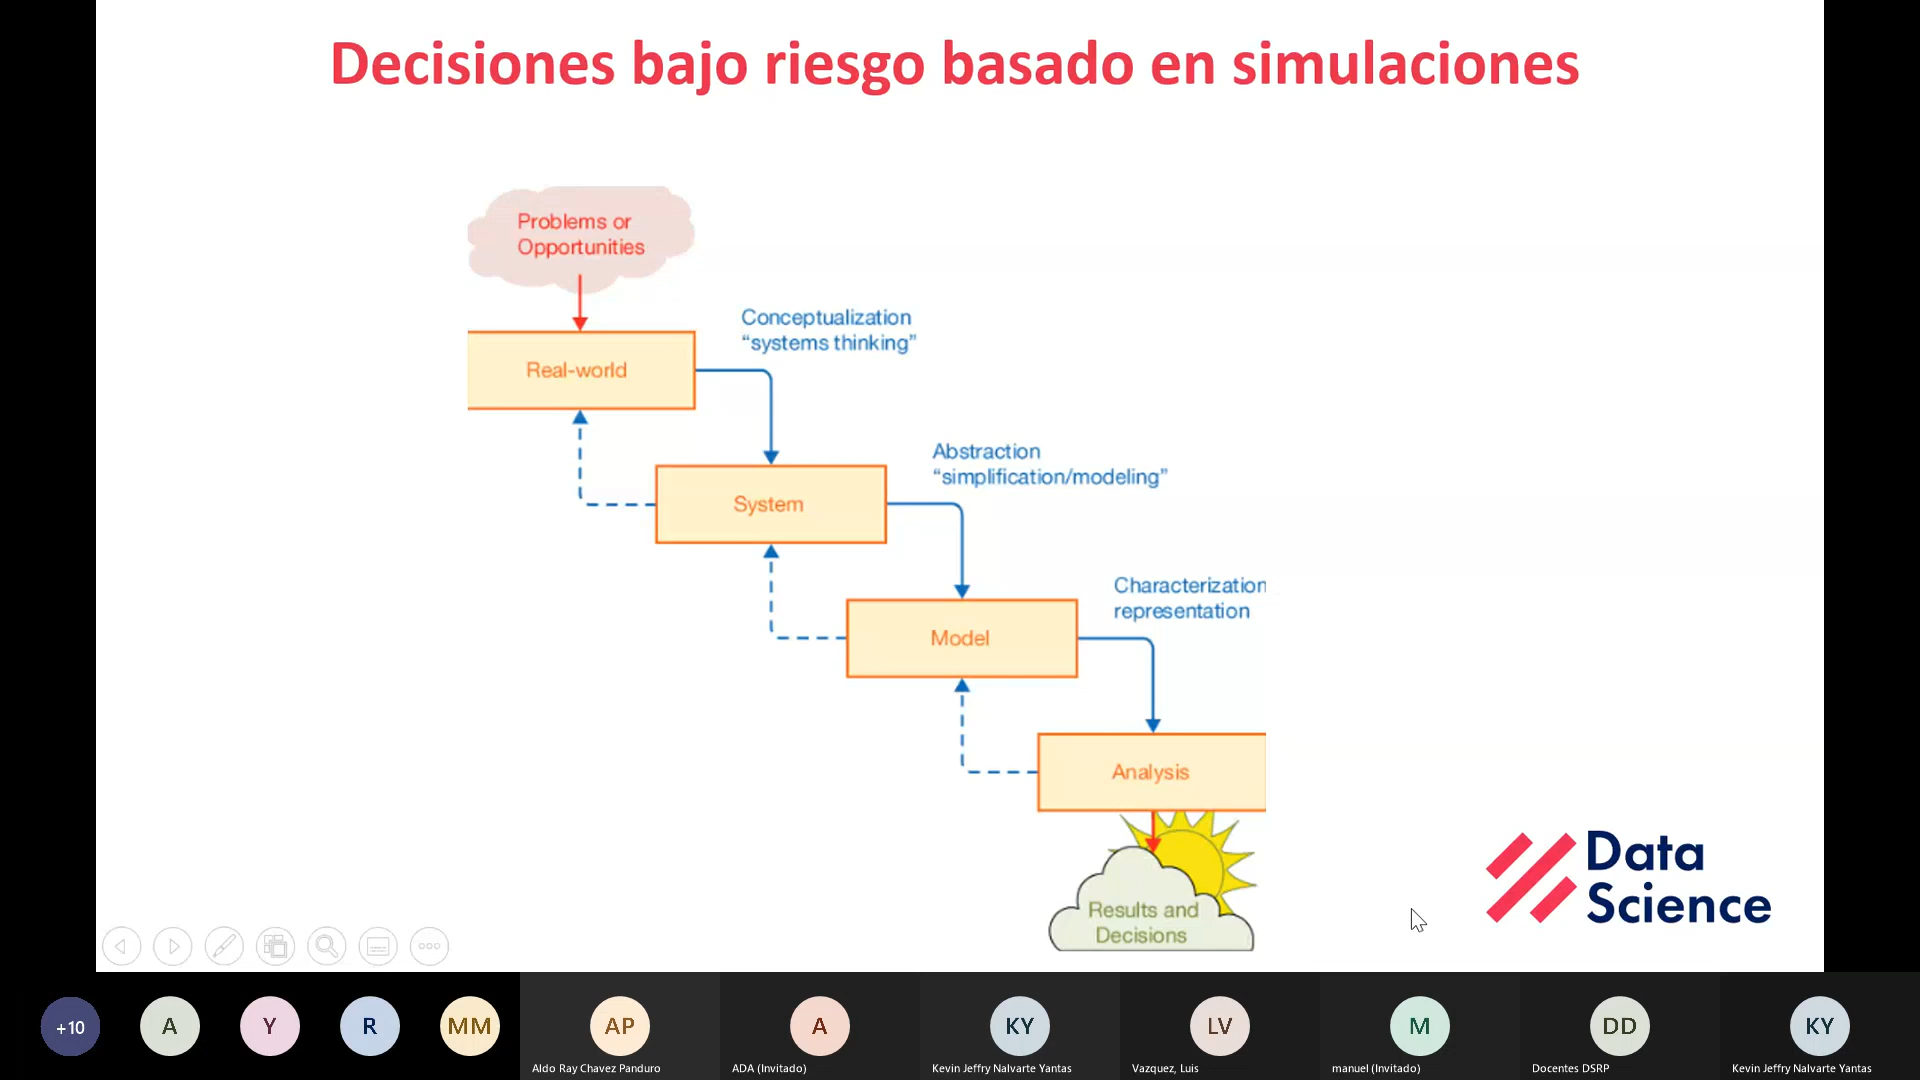 Decisiones bajo riesgo basado en simulaciones
Problems or
Opportunities
Conceptualization
“systems thinking”
Real-world
Abstraction
“simplification/modeling”
System
Characterization
representation
Model
Analysis
Results and
Decisions
Data
Science
+10
A
Y
R
MM
AP
A
KY
LV
M
DD
KY
Aldo Ray Chavez Panduro
ADA (Invitado)
Kevin Jeffry Nalvarte Yantas
Vazquez, Luis
manuel (Invitado)
Docentes DSRP
Kevin Jeffry Nalvarte Yantas